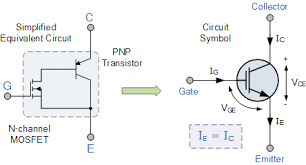 Simplified
Equivalent Circuit
C
PNP
Transistor
G
N-channel
MOSFET
E
Circuit
Symbol
Collector
IC
+
VCE
-
IG
Gate
VGE
IE
IE = IC
Emitter